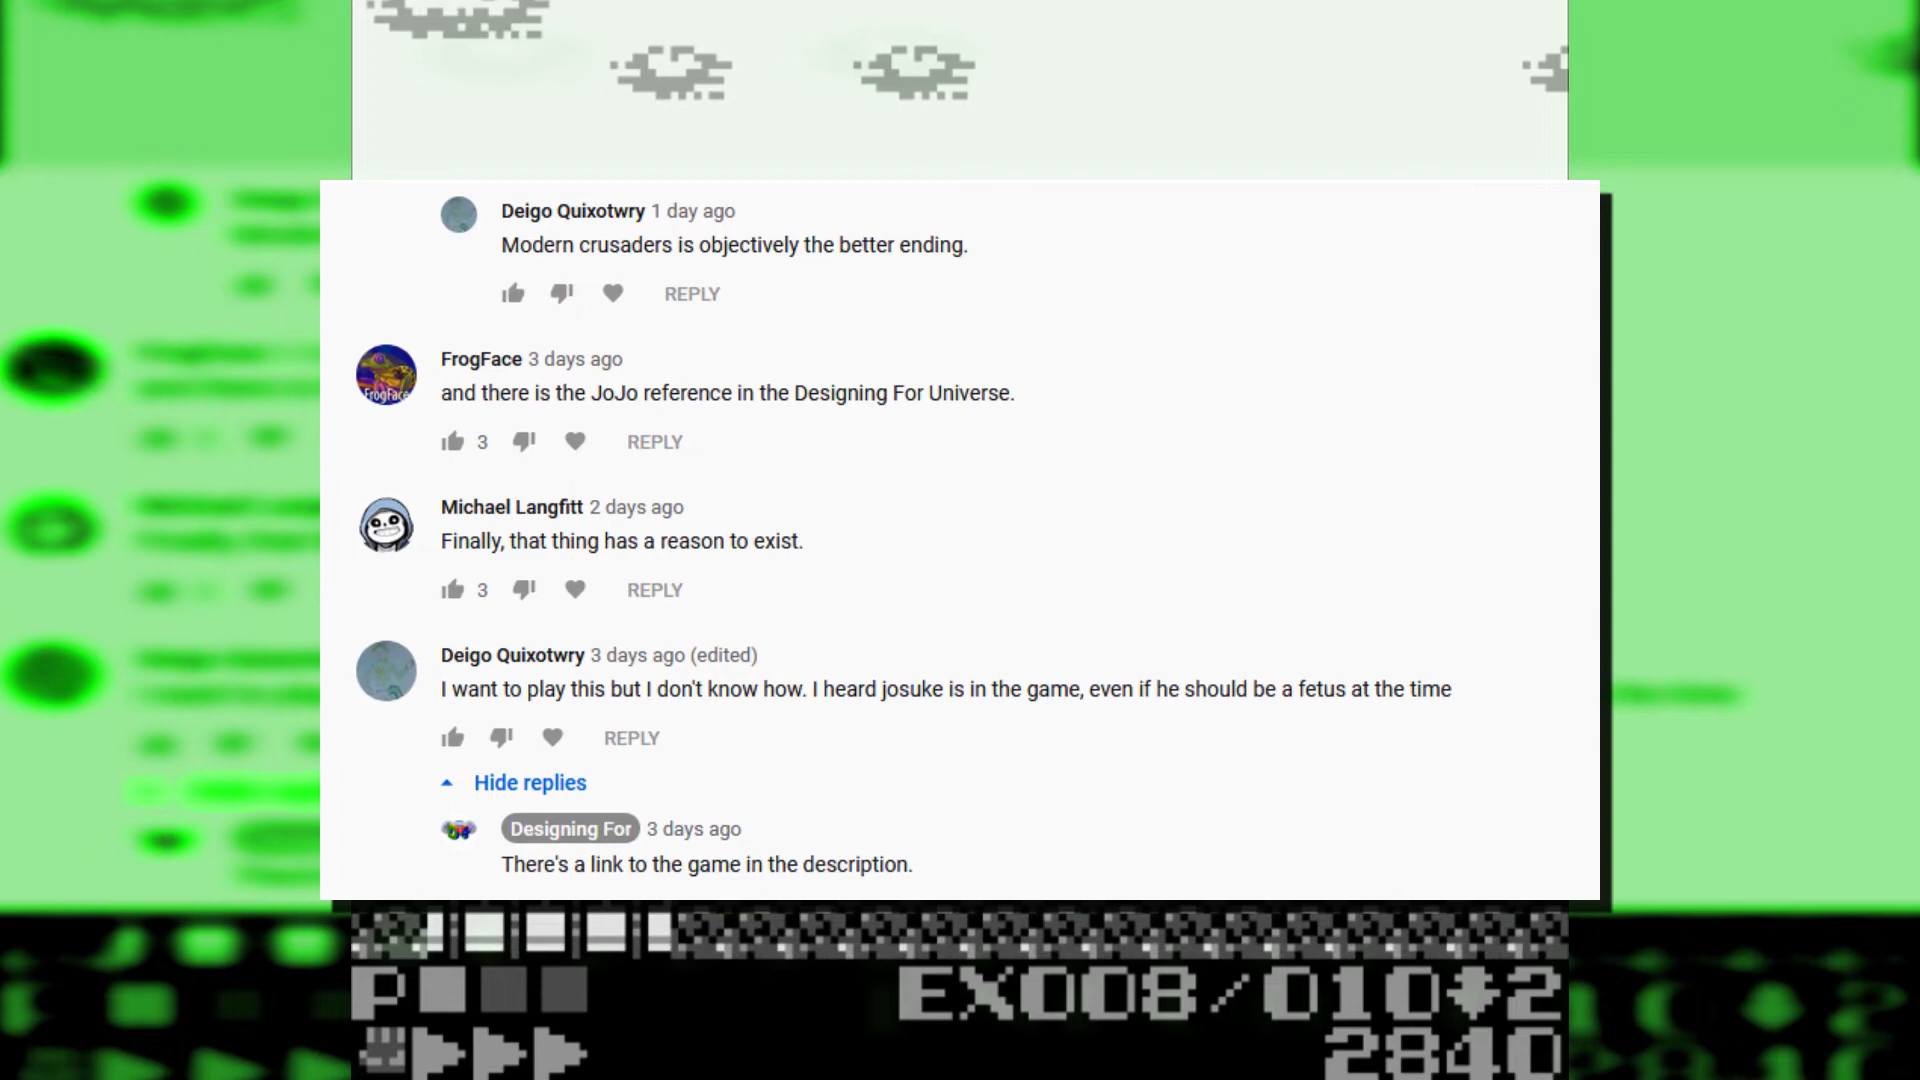 Deigo Quixotwry 1 day ago
Modern crusaders is objectively the better ending.
REPLY
FrogFace 3 days ago
FrogFace
and there is the JoJo reference in the Designing For Universe.
3 REPLY
Michael Langfitt 2 days ago
Finally, that thing has a reason to exist.
3 REPLY
Deigo Quixotwry 3 days ago (edited)
I want to play this but I don't know how. I heard josuke is in the game, even if he should be a fetus at the time
REPLY
Hide replies
Designing For 3 days ago
There's a link to the game in the description.
P EX008/010♦2
2840